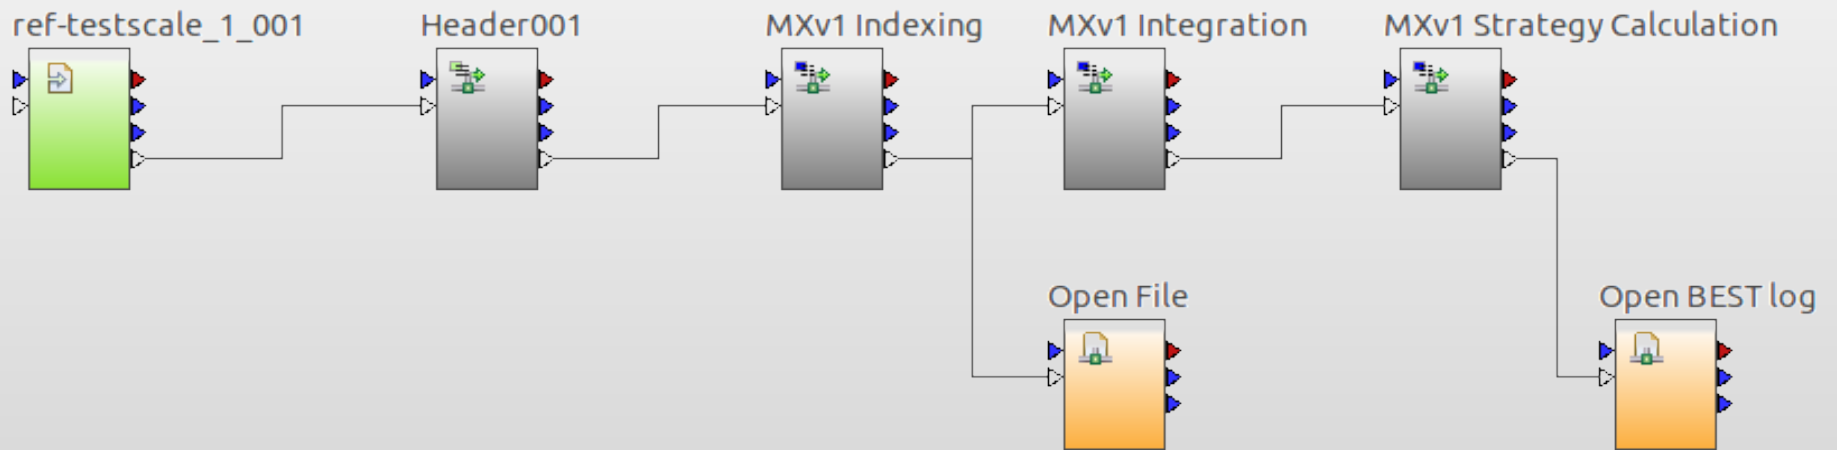 ref-testscale_1_001
Header001
MXv1 Indexing
MXv1 Integration
MXv1 Strategy Calculation
Open File
Open BEST log